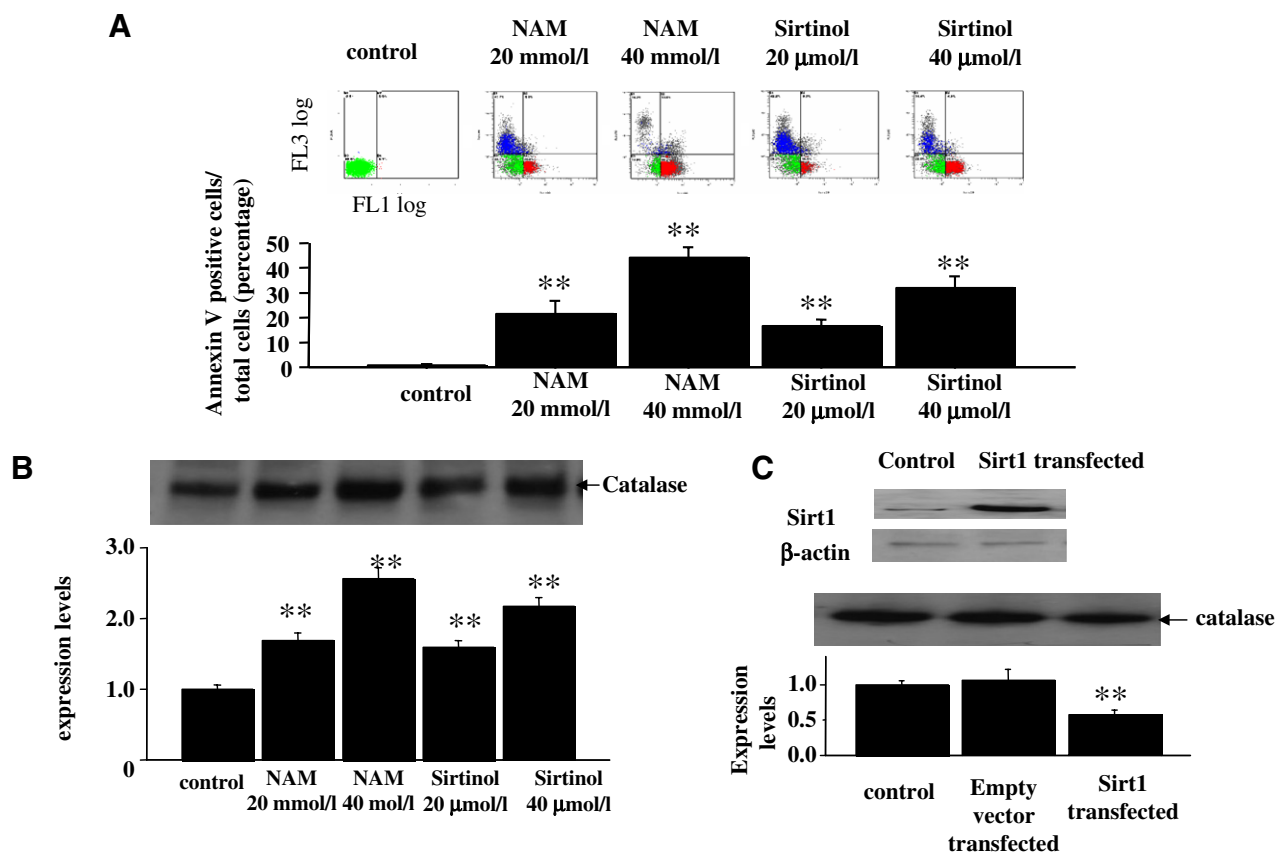 A
control
NAM
20 mmol/l
NAM
40 mmol/l
Sirtinol
20 μmol/l
Sirtinol
40 μmol/l
FL3 log
FL1 log
Annexin V positive cells/
total cells (percentage)
50
40
30
20
10
0
**
**
**
**
control
NAM
20 mmol/l
NAM
40 mmol/l
Sirtinol
20 μmol/l
Sirtinol
40 μmol/l
B
Catalase
expression levels
3.0
2.0
1.0
0
**
**
**
**
control
NAM
20 mmol/l
NAM
40 mol/l
Sirtinol
20 μmol/l
Sirtinol
40 μmol/l
C
Control
Sirt1 transfected
Sirt1
β-actin
catalase
Expression
levels
1.0
0.5
0.0
**
control
Empty
vector
transfected
Sirt1
transfected